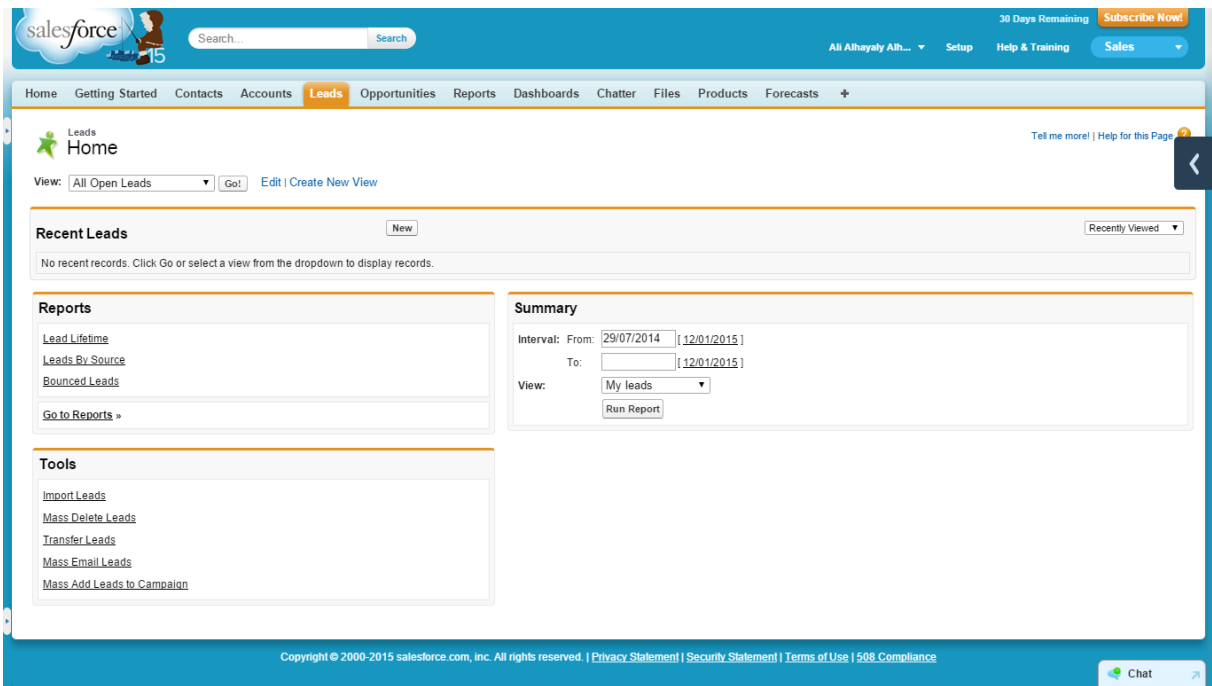 30 Days Remaining Subscribe Now!
salesforce
15
Search... Search
Ali Alhayaly Alh... Setup Help & Training Sales
Home Getting Started Contacts Accounts Leads Opportunities Reports Dashboards Chatter Files Products Forecasts +
Leads
Home
Tell me more! | Help for this Page ?
View: All Open Leads Go! Edit | Create New View
Recent Leads New Recently Viewed
No recent records. Click Go or select a view from the dropdown to display records.
Reports
Lead Lifetime
Leads By Source
Bounced Leads
Go to Reports »
Summary
Interval: From: 29/07/2014 [ 12/01/2015 ]
To: [ 12/01/2015 ]
View: My leads
Run Report
Tools
Import Leads
Mass Delete Leads
Transfer Leads
Mass Email Leads
Mass Add Leads to Campaign
Copyright © 2000-2015 salesforce.com, inc. All rights reserved. | Privacy Statement | Security Statement | Terms of Use | 508 Compliance
Chat